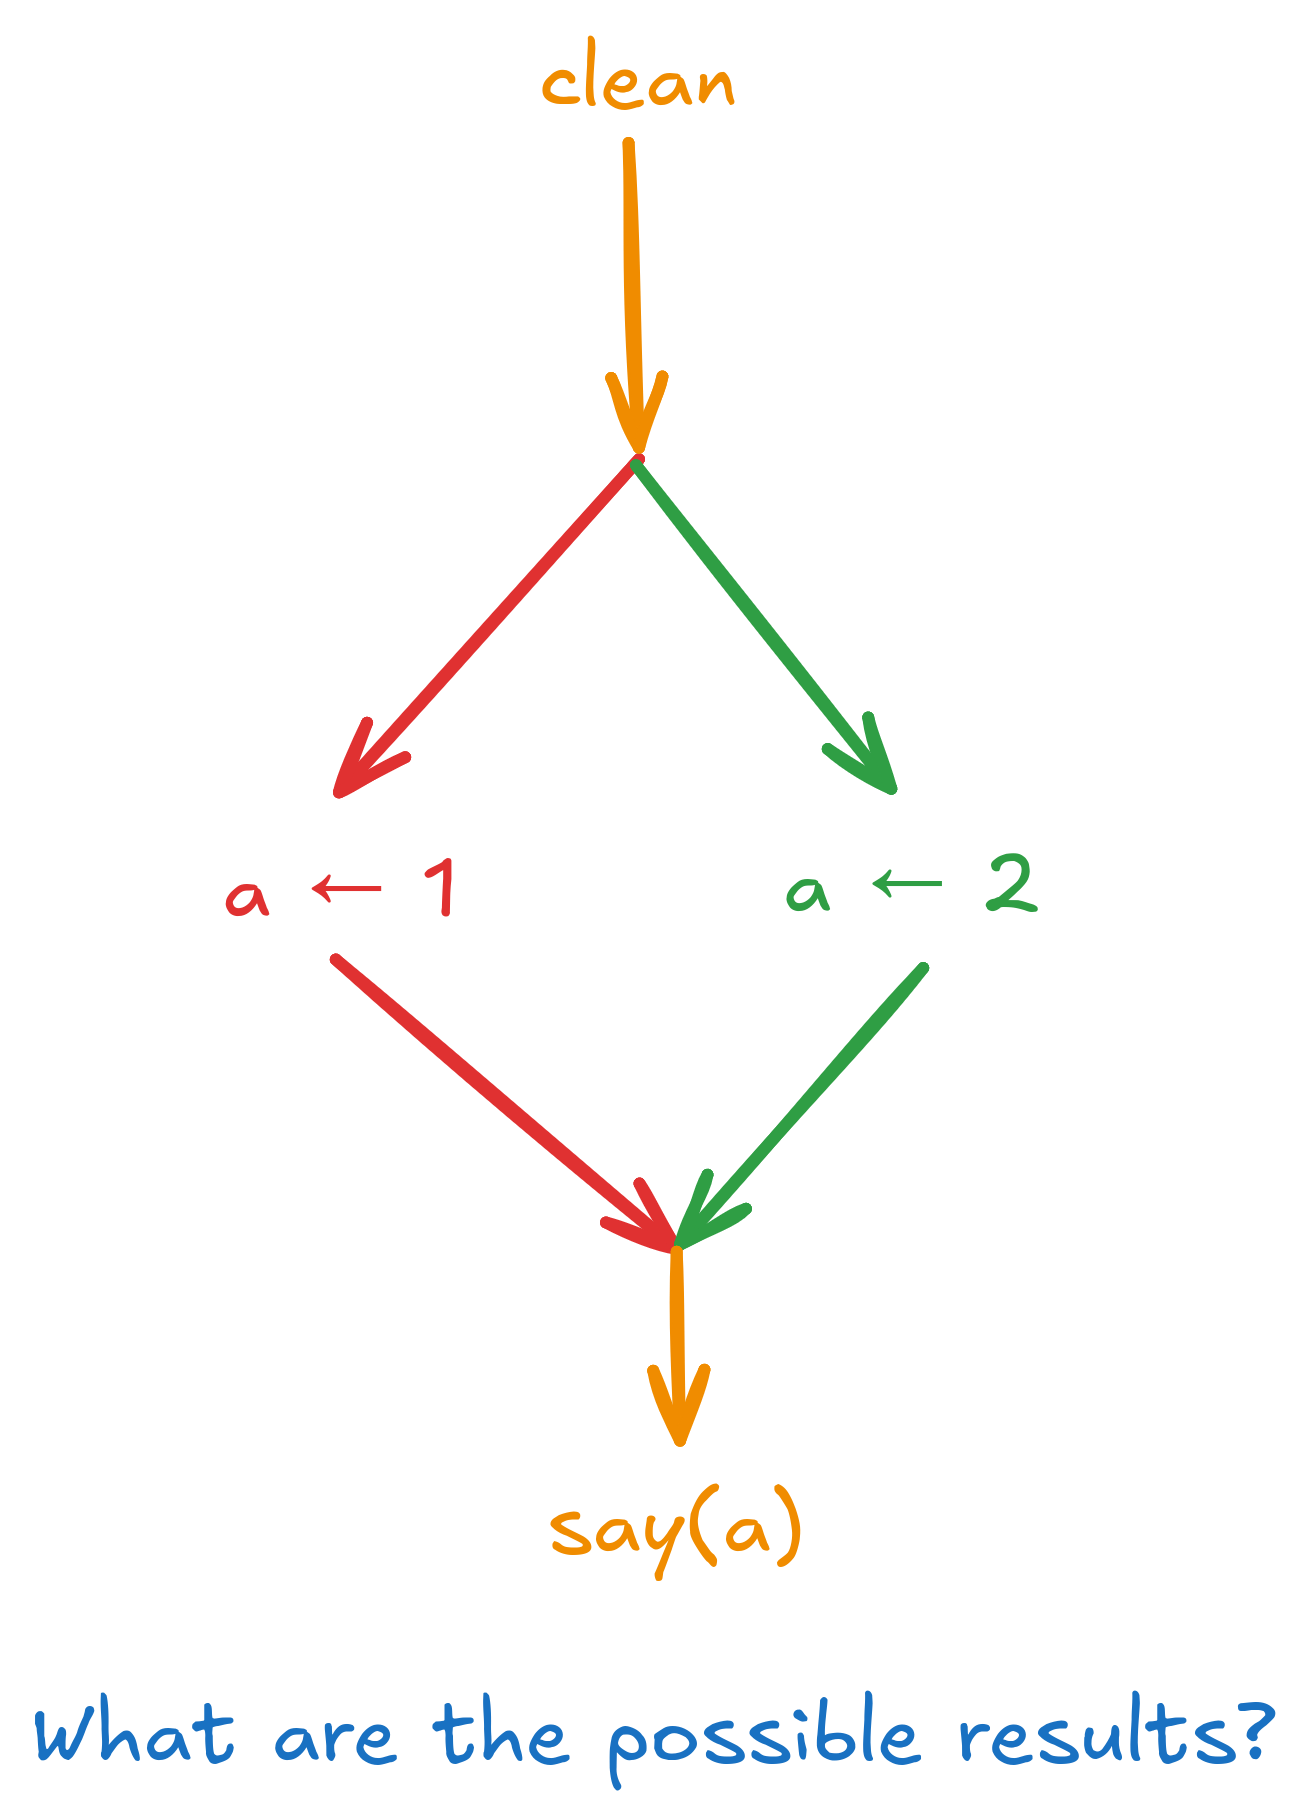 clean
a ← 1
a ← 2
say(a)
What are the possible results?